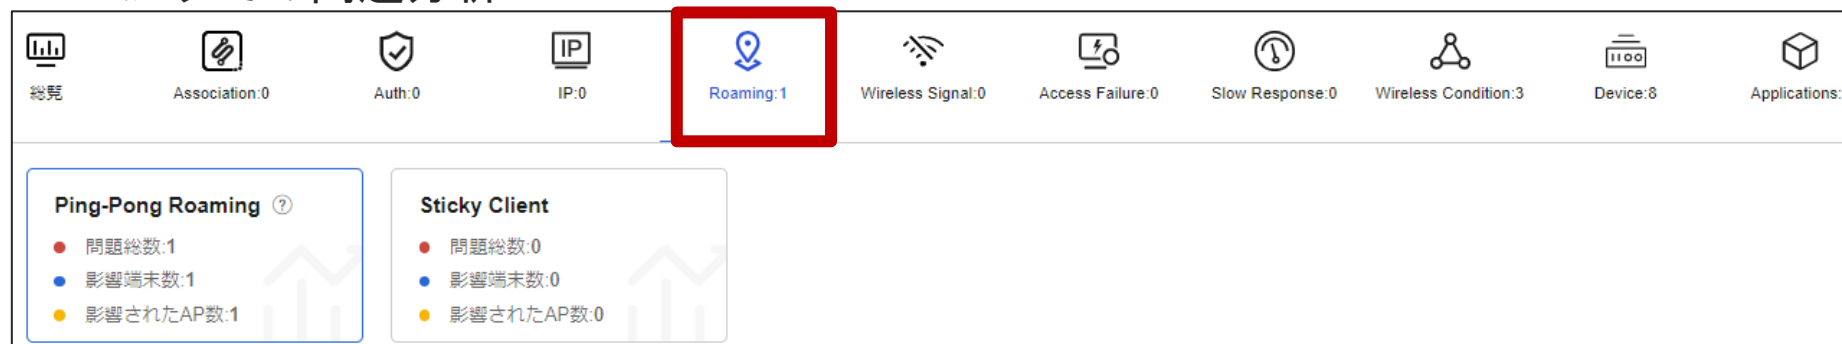 総覧
Association:0
Auth:0
IP
IP:0
Roaming:1
Wireless Signal:0
Access Failure:0
Slow Response:0
Wireless Condition:3
Device:8
Applications:
Ping-Pong Roaming ?
問題総数:1
影響端末数:1
影響されたAP数:1
Sticky Client
問題総数:0
影響端末数:0
影響されたAP数:0